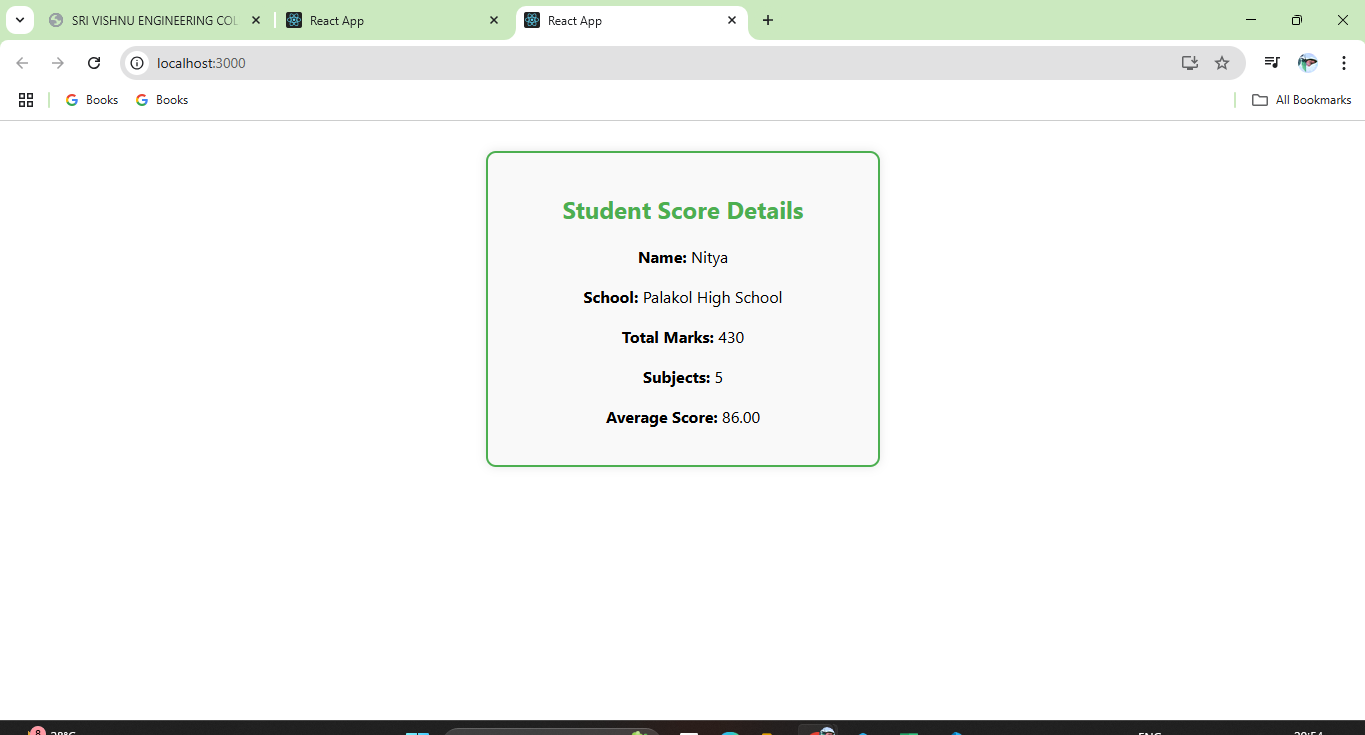 SRI VISHNU ENGINEERING COL
React App
React App
localhost:3000
Books
Books
All Bookmarks
Student Score Details
Name: Nitya
School: Palakol High School
Total Marks: 430
Subjects: 5
Average Score: 86.00